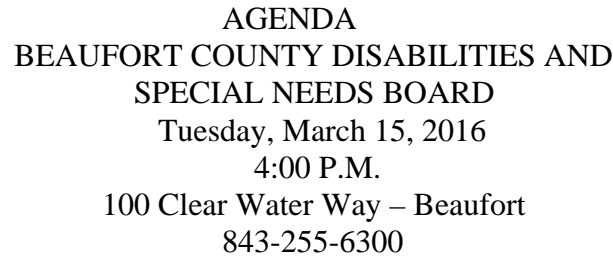 AGENDA
BEAUFORT COUNTY DISABILITIES AND
SPECIAL NEEDS BOARD
Tuesday, March 15, 2016
4:00 P.M.
100 Clear Water Way – Beaufort
843-255-6300